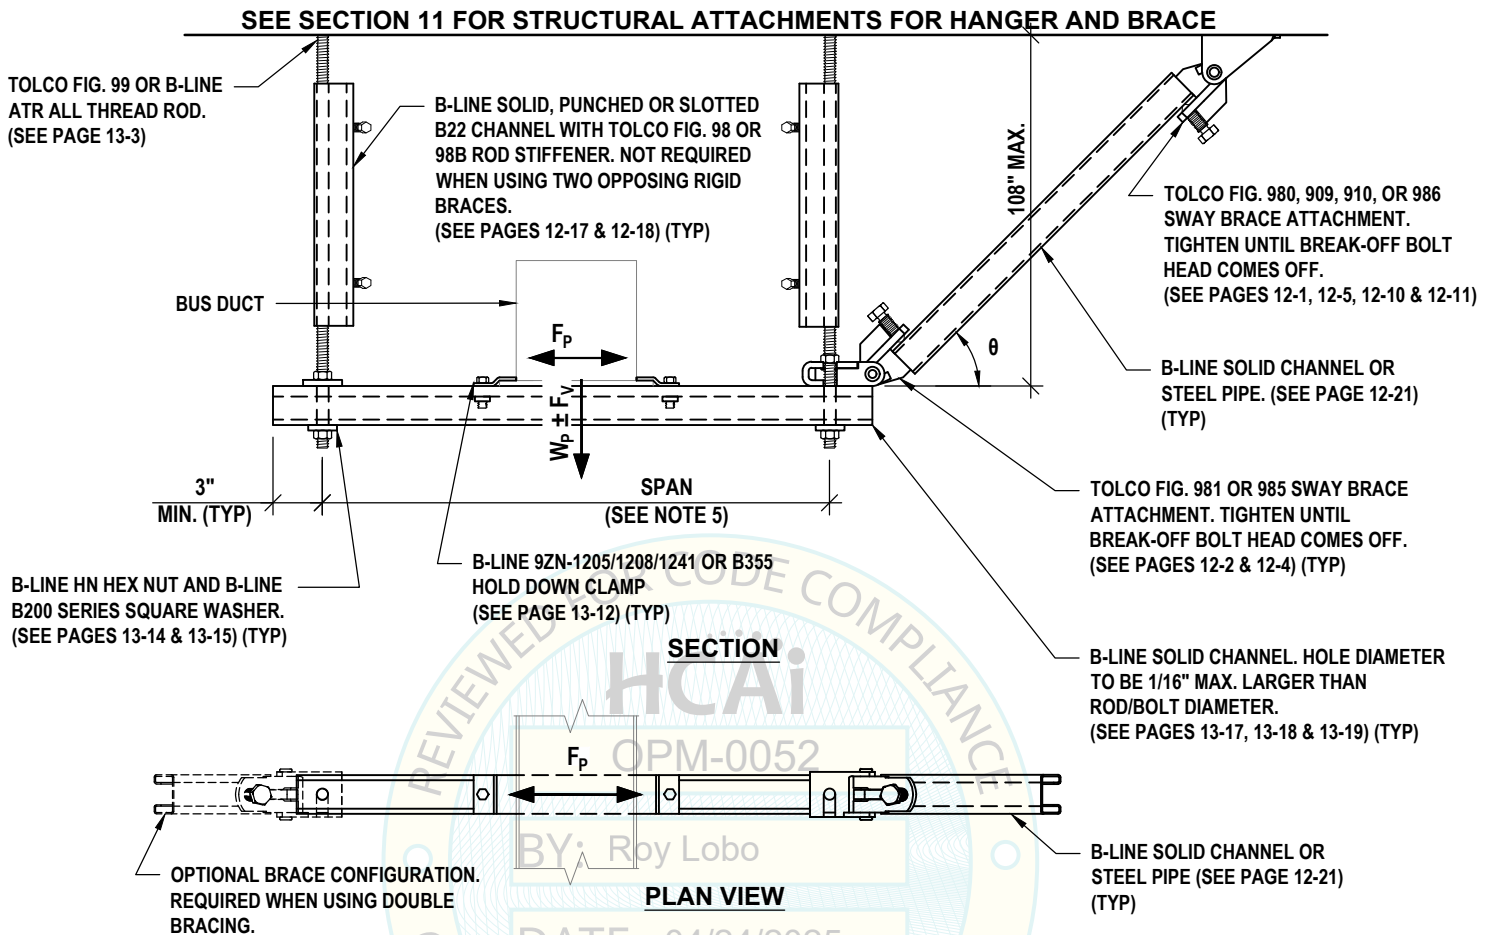 SEE SECTION 11 FOR STRUCTURAL ATTACHMENTS FOR HANGER AND BRACE
TOLCO FIG. 99 OR B-LINE
ATR ALL THREAD ROD.
(SEE PAGE 13-3)
B-LINE SOLID, PUNCHED OR SLOTTED
B22 CHANNEL WITH TOLCO FIG. 98 OR
98B ROD STIFFENER. NOT REQUIRED
WHEN USING TWO OPPOSING RIGID
BRACES.
(SEE PAGES 12-17 & 12-18) (TYP)
108" MAX.
TOLCO FIG. 980, 909, 910, OR 986
SWAY BRACE ATTACHMENT.
TIGHTEN UNTIL BREAK-OFF BOLT
HEAD COMES OFF.
(SEE PAGES 12-1, 12-5, 12-10 & 12-11)
BUS DUCT
FP
θ
B-LINE SOLID CHANNEL OR
STEEL PIPE. (SEE PAGE 12-21)
(TYP)
WP ± FV
3"
MIN. (TYP)
SPAN
(SEE NOTE 5)
TOLCO FIG. 981 OR 985 SWAY BRACE
ATTACHMENT. TIGHTEN UNTIL
BREAK-OFF BOLT HEAD COMES OFF.
(SEE PAGES 12-2 & 12-4) (TYP)
B-LINE HN HEX NUT AND B-LINE
B200 SERIES SQUARE WASHER.
(SEE PAGES 13-14 & 13-15) (TYP)
B-LINE 9ZN-1205/1208/1241 OR B355
HOLD DOWN CLAMP
(SEE PAGE 13-12) (TYP)
SECTION
B-LINE SOLID CHANNEL. HOLE DIAMETER
TO BE 1/16" MAX. LARGER THAN
ROD/BOLT DIAMETER.
(SEE PAGES 13-17, 13-18 & 13-19) (TYP)
REVIEWED FOR CODE COMPLIANCE
HCAi
OPM-0052
FP
BY: Roy Lobo
OPTIONAL BRACE CONFIGURATION.
REQUIRED WHEN USING DOUBLE
BRACING.
PLAN VIEW
B-LINE SOLID CHANNEL OR
STEEL PIPE (SEE PAGE 12-21)
(TYP)